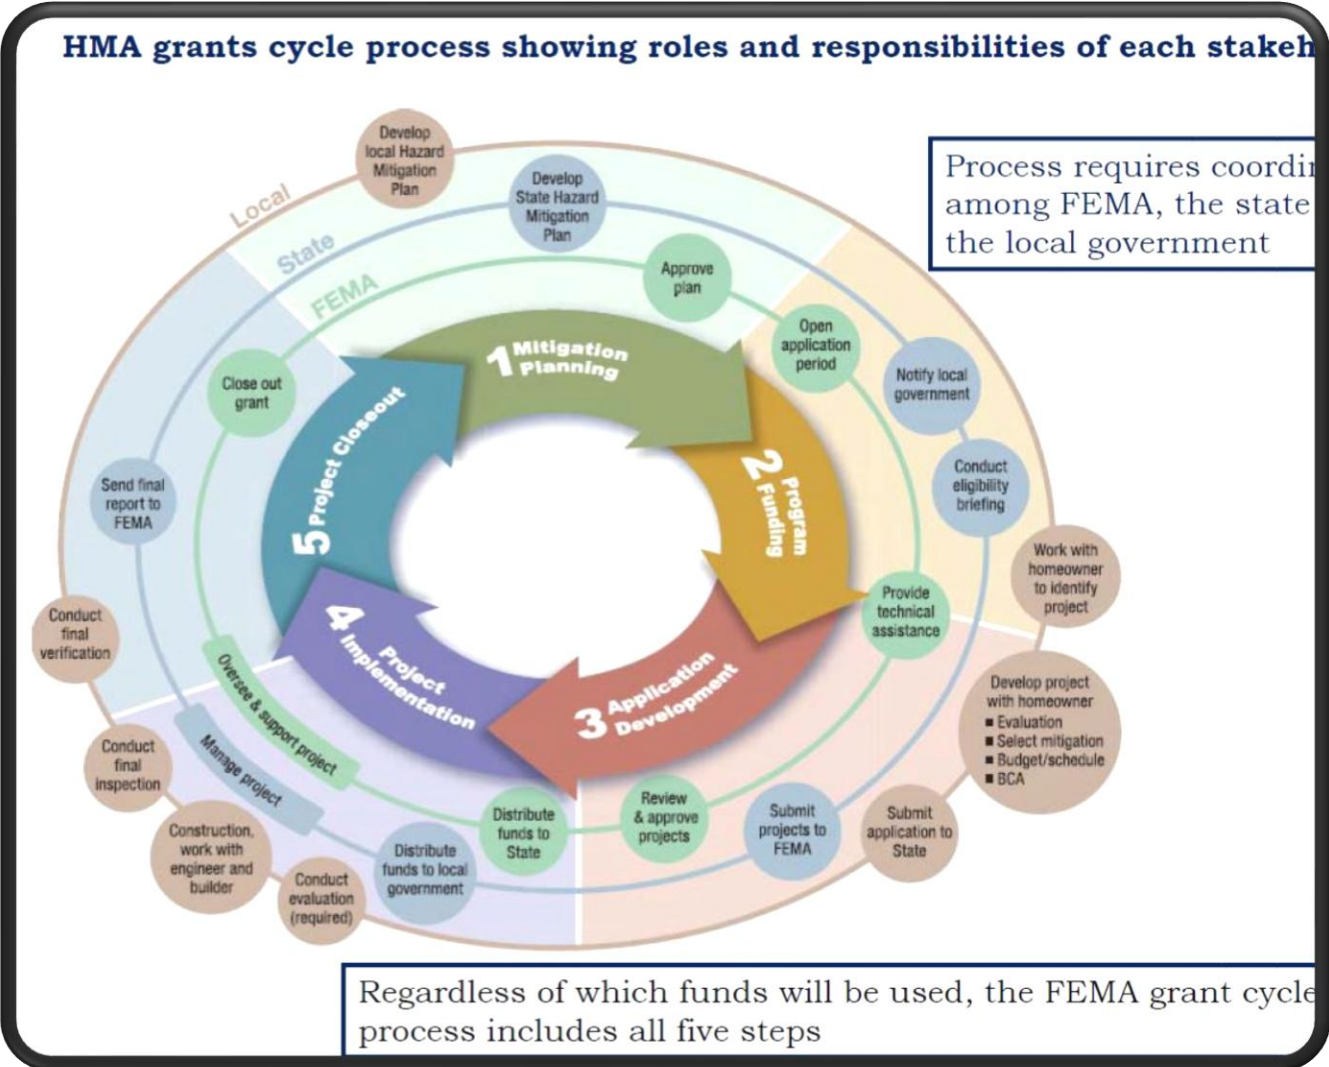 HMA grants cycle process showing roles and responsibilities of each stakeh
Process requires coordin
among FEMA, the state
the local government
Local
State
FEMA
Develop
local Hazard
Mitigation
Plan
Develop
State Hazard
Mitigation
Plan
Approve
plan
Open
application
period
Notify local
government
Conduct
eligibility
briefing
Work with
homeowner
to identify
project
Provide
technical
assistance
Develop project
with homeowner
■ Evaluation
■ Select mitigation
■ Budget/schedule
■ BCA
Submit
application to
State
Submit
projects to
FEMA
Review
& approve
projects
Distribute
funds to
State
Distribute
funds to local
government
Conduct
evaluation
(required)
Construction,
work with
engineer and
builder
Conduct
final
inspection
Manage project
Oversee & support project
Conduct
final
verification
Send final
report to
FEMA
Close out
grant
1 Mitigation
Planning
2 Program
Funding
3 Application
Development
4 Project
Implementation
5 Project Closeout
Regardless of which funds will be used, the FEMA grant cycle
process includes all five steps